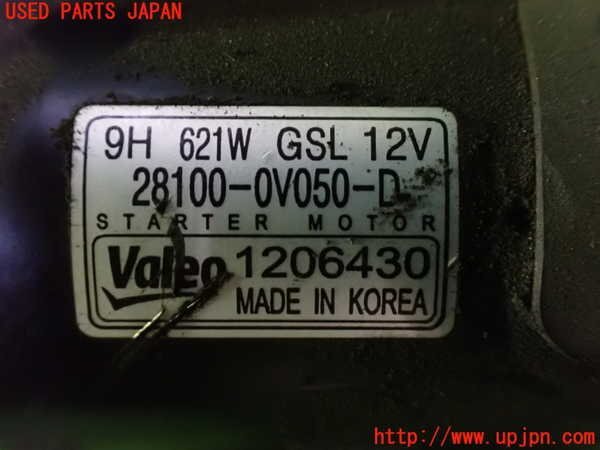 USED PARTS JAPAN
9H 621W GSL 12V
28100-0V050-D
STARTER MOTOR
Valeo 1206430
MADE IN KOREA
http://www.upjpn.com